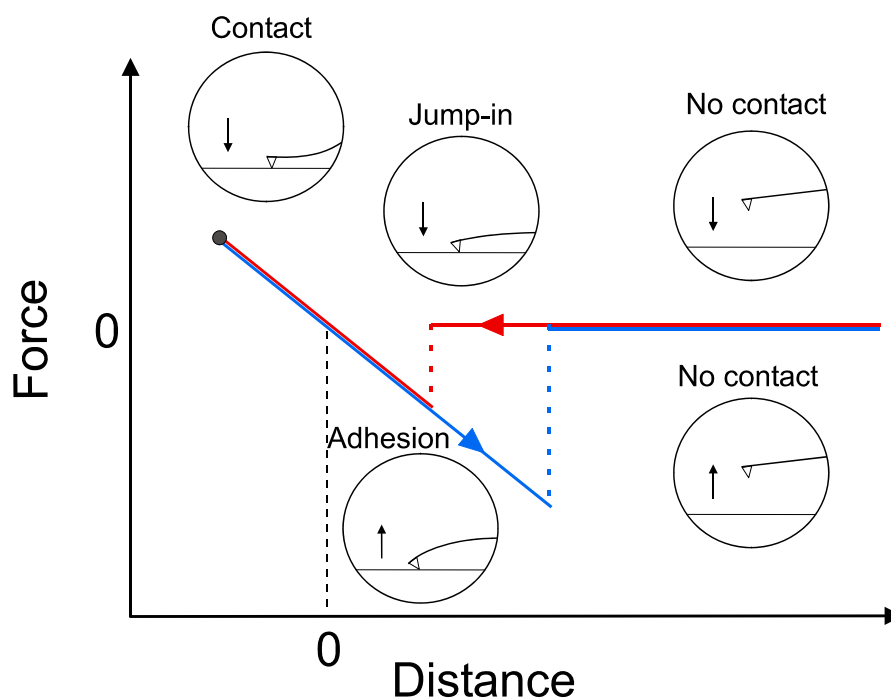 Contact
Jump-in
No contact
Force
0
No contact
Adhesion
0
Distance